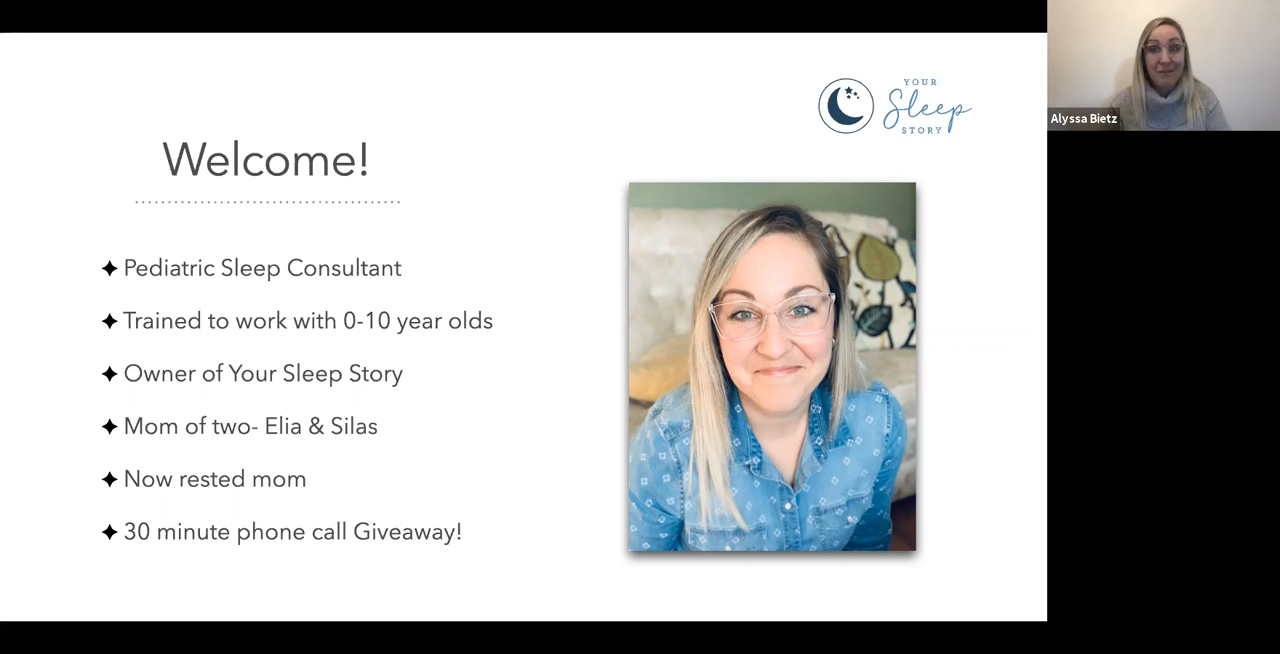 YOUR
Sleep
STORY
Alyssa Bietz
Welcome!
Pediatric Sleep Consultant
Trained to work with 0-10 year olds
Owner of Your Sleep Story
Mom of two- Elia & Silas
Now rested mom
30 minute phone call Giveaway!